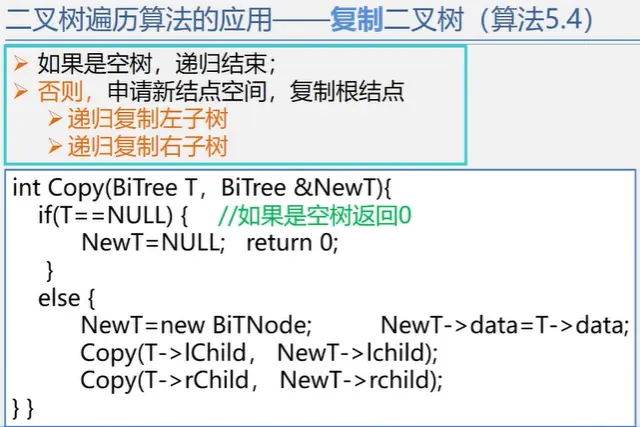 二叉树遍历算法的应用——复制二叉树（算法5.4）
➢如果是空树，递归结束；
➢否则，申请新结点空间，复制根结点
➢递归复制左子树
➢递归复制右子树
int Copy(BiTree T，BiTree &NewT){
if(T==NULL) { //如果是空树返回0
NewT=NULL; return 0;
}
else {
NewT=new BiTNode; NewT->data=T->data;
Copy(T->lChild， NewT->lchild);
Copy(T->rChild， NewT->rchild);
} }